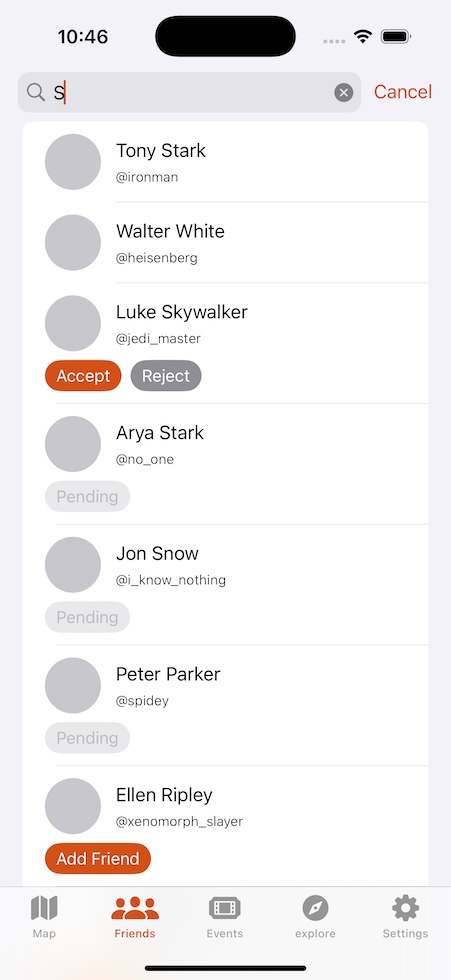 10:46
S
Cancel
Tony Stark
@ironman
Walter White
@heisenberg
Luke Skywalker
@jedi_master
Accept Reject
Arya Stark
@no_one
Pending
Jon Snow
@i_know_nothing
Pending
Peter Parker
@spidey
Pending
Ellen Ripley
@xenomorph_slayer
Add Friend
Map Friends Events explore Settings